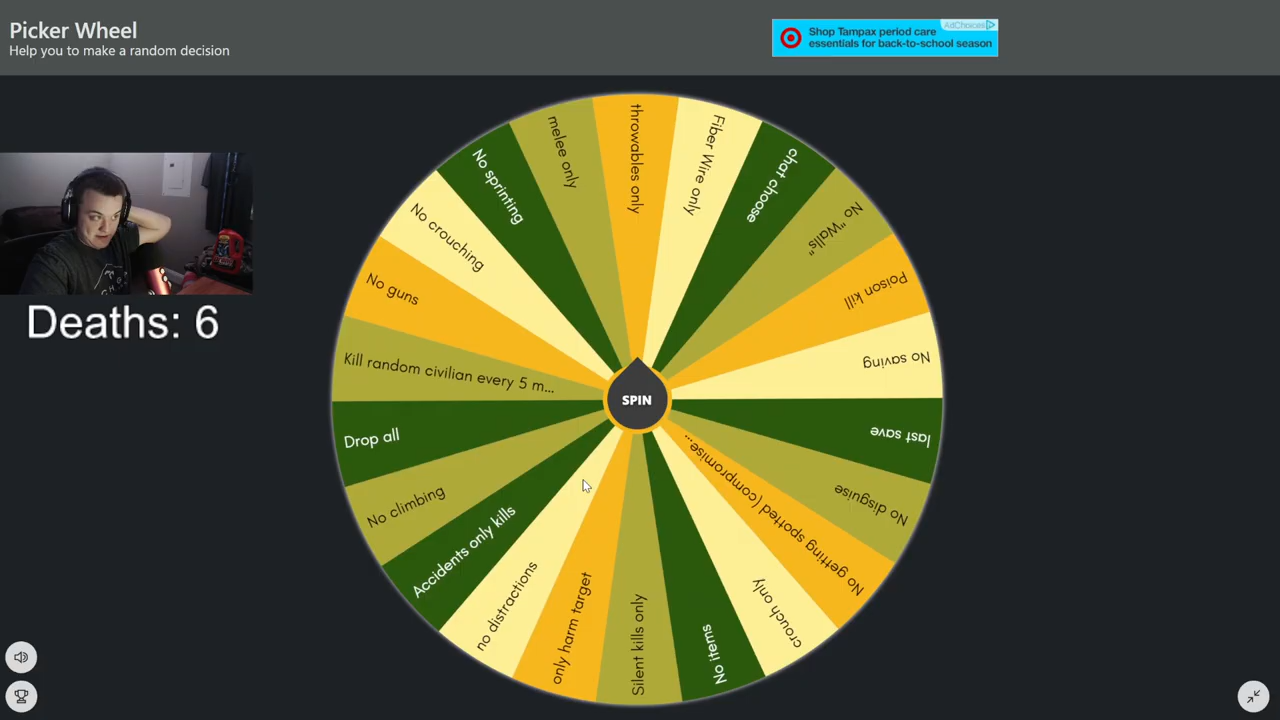 Picker Wheel
Help you to make a random decision
Shop Tampax period care
essentials for back-to-school season
AdChoices
Deaths: 6
throwables only
Fiber Wire only
chat choose
No "Walls"
Poison kill
No saving
last save
No disguise
No getting spotted (compromise...
crouch only
No items
Silent kills only
only harm target
no distractions
Accidents only kills
No climbing
Drop all
Kill random civilian every 5 m...
No guns
No crouching
No sprinting
melee only
SPIN